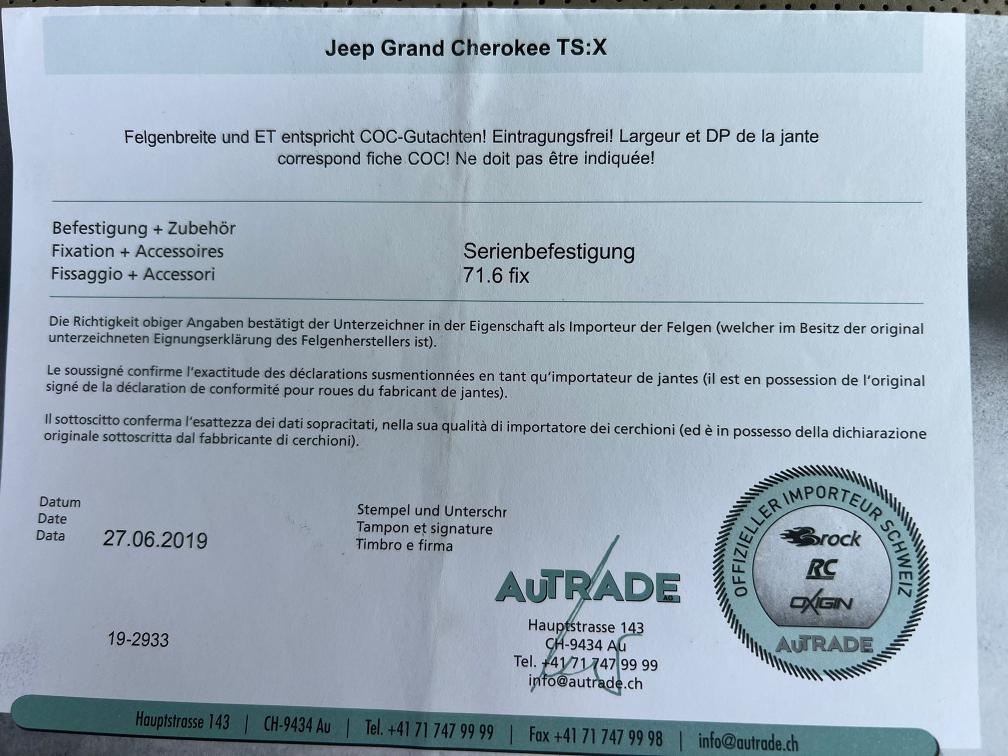 Jeep Grand Cherokee TS:X
Felgenbreite und ET entspricht COC-Gutachten! Eintragungsfrei! Largeur et DP de la jante
correspond fiche COC! Ne doit pas être indiquée!
Befestigung + Zubehör
Fixation + Accessoires
Fissaggio + Accessori
Serienbefestigung
71.6 fix
Die Richtigkeit obiger Angaben bestätigt der Unterzeichner in der Eigenschaft als Importeur der Felgen (welcher im Besitz der original
unterzeichneten Eignungserklärung des Felgenherstellers ist).
Le soussigné confirme l'exactitude des déclarations susmentionnées en tant qu'importateur de jantes (il est en possession de l'original
signé de la déclaration de conformité pour roues du fabricant de jantes).
Il sottoscitto conferma l'esattezza dei dati sopracitati, nella sua qualità di importatore dei cerchioni (ed è in possesso della dichiarazione
originale sottoscritta dal fabbricante di cerchioni).
Datum
Date
Data
27.06.2019
Stempel und Unterschr
Tampon et signature
Timbro e firma
AUTRADE AG
Hauptstrasse 143
CH-9434 Au
Tel. +41 71 747 99 99
info@autrade.ch
OFFIZIELLER IMPORTEUR SCHWEIZ
Brock
RC
OXIGIN
AUTRADE
19-2933
Hauptstrasse 143 | CH-9434 Au | Tel. +41 71 747 99 99 | Fax +41 71 747 99 98 | info@autrade.ch